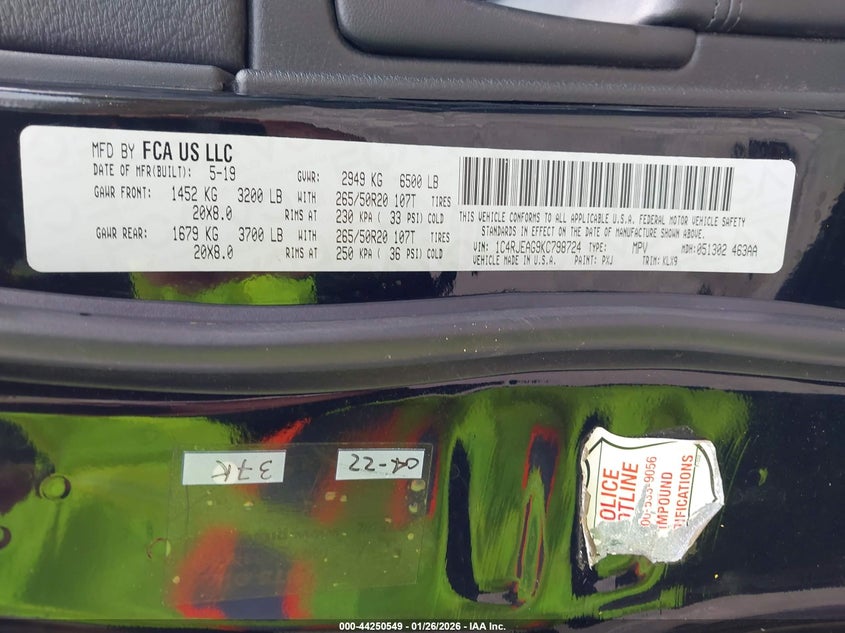 MFD BY FCA US LLC
DATE OF MFR(BUILT): 5-19 GVWR: 2949 KG 6500 LB
GAWR FRONT: 1452 KG 3200 LB WITH 265/50R20 107T TIRES
20X8.0 RIMS AT 230 KPA ( 33 PSI) COLD
GAWR REAR: 1679 KG 3700 LB WITH 265/50R20 107T TIRES
20X8.0 RIMS AT 250 KPA ( 36 PSI) COLD
THIS VEHICLE CONFORMS TO ALL APPLICABLE U.S.A. FEDERAL MOTOR VEHICLE SAFETY
STANDARDS IN EFFECT ON THE DATE OF MANUFACTURE SHOWN ABOVE.
VIN: 1C4RJEAG9KC798724 TYPE: MPV MDH: 051302 463AA
VEHICLE MADE IN U.S.A. PAINT: PXJ TRIM: KLX9
37K
04-22
OLICE
OTLINE
9056
IMPOUND
IFICATIONS
000-44250549 - 01/26/2026 - IAA Inc.